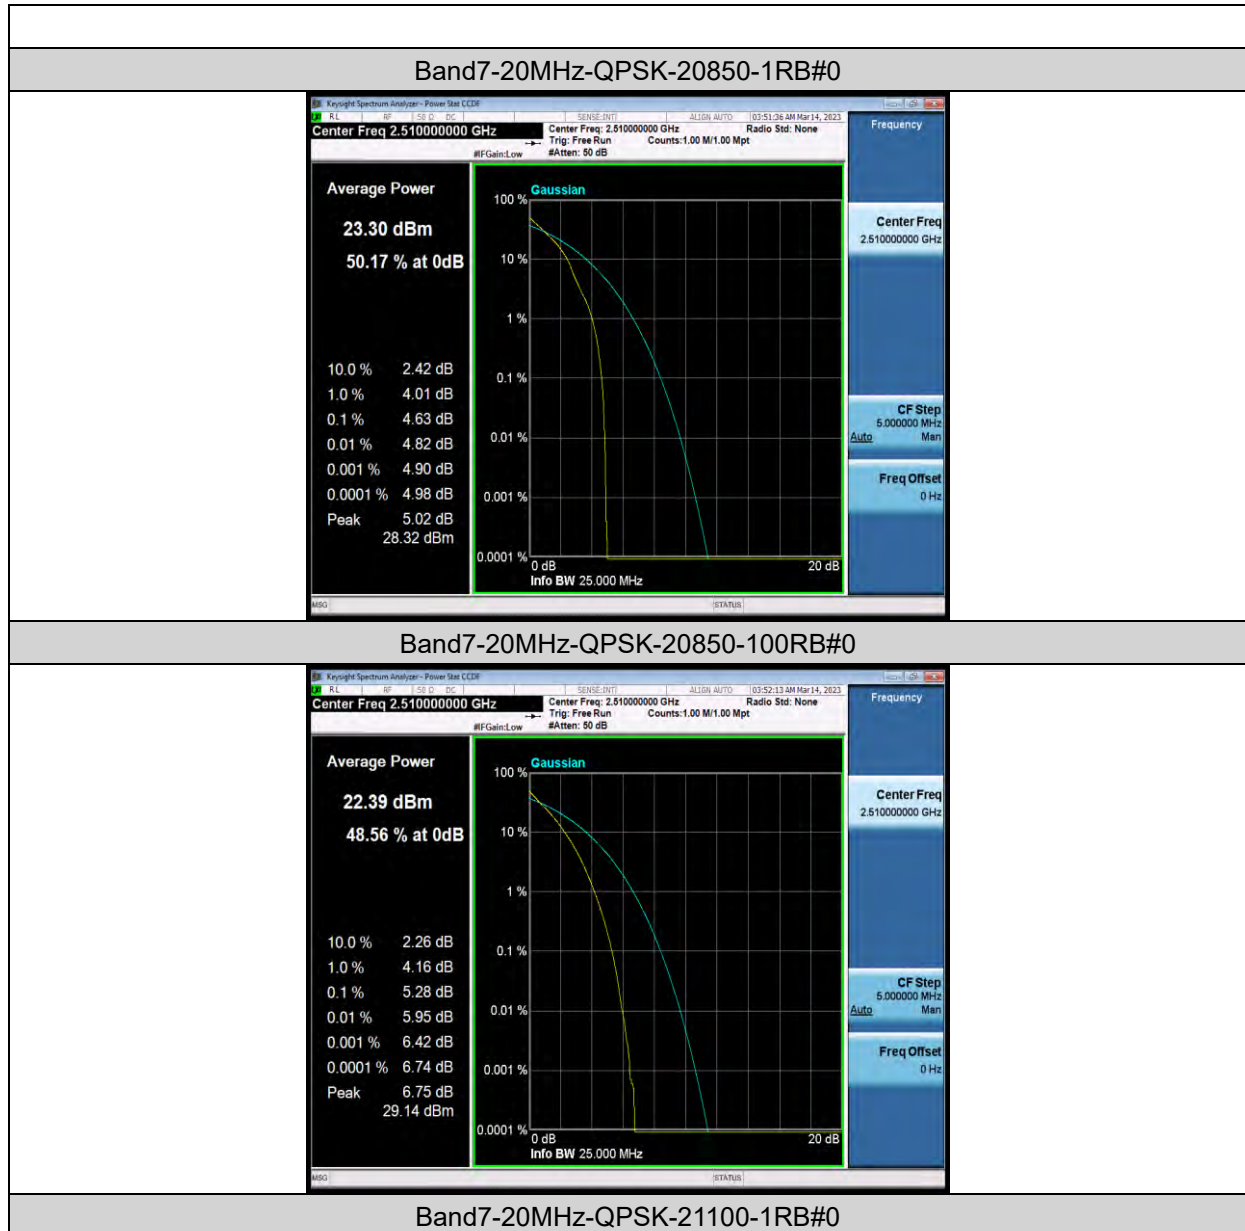 Band7-20MHz-QPSK-20850-1RB#0
Keysight Spectrum Analyzer - Power Stat CCDF
RL RF 50 Ω DC SENSE:INT ALIGN AUTO 03:51:36 AM Mar 14, 2023
Center Freq 2.510000000 GHz
Center Freq: 2.510000000 GHz Radio Std: None
Trig: Free Run Counts:1.00 M/1.00 Mpt
#IFGain:Low #Atten: 50 dB
Frequency
Average Power
23.30 dBm
50.17 % at 0dB
10.0 % 2.42 dB
1.0 % 4.01 dB
0.1 % 4.63 dB
0.01 % 4.82 dB
0.001 % 4.90 dB
0.0001 % 4.98 dB
Peak 5.02 dB
28.32 dBm
Gaussian
100 %
10 %
1 %
0.1 %
0.01 %
0.001 %
0.0001 %
0 dB 20 dB
Info BW 25.000 MHz
Center Freq
2.510000000 GHz
CF Step
5.000000 MHz
Auto Man
Freq Offset
0 Hz
MSG STATUS
Band7-20MHz-QPSK-20850-100RB#0
Keysight Spectrum Analyzer - Power Stat CCDF
RL RF 50 Ω DC SENSE:INT ALIGN AUTO 03:52:13 AM Mar 14, 2023
Center Freq 2.510000000 GHz
Center Freq: 2.510000000 GHz Radio Std: None
Trig: Free Run Counts:1.00 M/1.00 Mpt
#IFGain:Low #Atten: 50 dB
Frequency
Average Power
22.39 dBm
48.56 % at 0dB
10.0 % 2.26 dB
1.0 % 4.16 dB
0.1 % 5.28 dB
0.01 % 5.95 dB
0.001 % 6.42 dB
0.0001 % 6.74 dB
Peak 6.75 dB
29.14 dBm
Gaussian
100 %
10 %
1 %
0.1 %
0.01 %
0.001 %
0.0001 %
0 dB 20 dB
Info BW 25.000 MHz
Center Freq
2.510000000 GHz
CF Step
5.000000 MHz
Auto Man
Freq Offset
0 Hz
MSG STATUS
Band7-20MHz-QPSK-21100-1RB#0